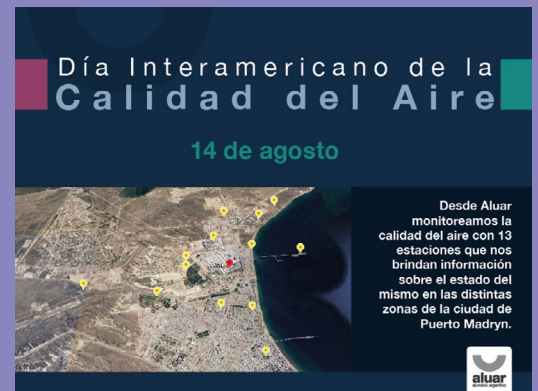 Día Interamericano de la
Calidad del Aire
14 de agosto
Desde Aluar
monitoreamos la
calidad del aire con 13
estaciones que nos
brindan información
sobre el estado del
mismo en las distintas
zonas de la ciudad de
Puerto Madryn.
aluar
aluminio argentino